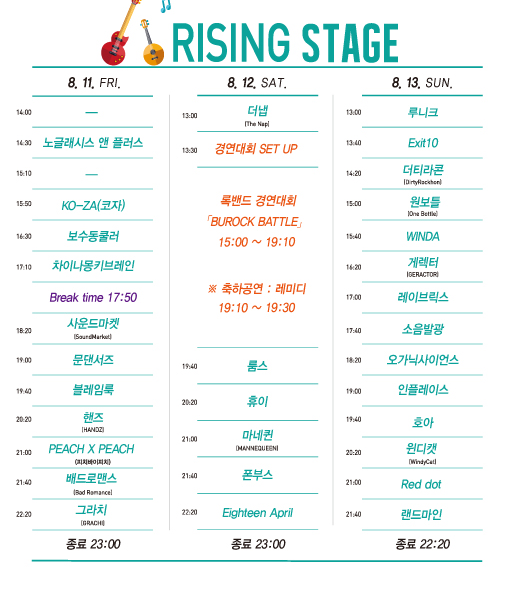 RISING STAGE
8. 11. FRI.
14:00 —
14:30 노글래시스 앤 플러스
15:10 —
15:50 KO-ZA(코자)
16:30 보수동쿨러
17:10 차이나몽키브레인
Break time 17:50
18:20 사운드마켓
(SoundMarket)
19:00 문댄서즈
19:40 블레임룩
20:20 핸즈
(HANDZ)
21:00 PEACH X PEACH
(피치바이피치)
21:40 배드로맨스
(Bad Romance)
22:20 그라치
(GRACHI)
종료 23:00
8. 12. SAT.
13:00 더냅
(The Nap)
13:30 경연대회 SET UP
록밴드 경연대회
「BUROCK BATTLE」
15:00 ~ 19:10
※ 축하공연 : 레미디
19:10 ~ 19:30
19:40 룸스
20:20 휴이
21:00 마네퀸
(MANNEQUEEN)
21:40 폰부스
22:20 Eighteen April
종료 23:00
8. 13. SUN.
13:00 루니크
13:40 Exit10
14:20 더티라콘
(DirtyRockhon)
15:00 원보틀
(One Bottle)
15:40 WINDA
16:20 게렉터
(GERACTOR)
17:00 레이브릭스
17:40 소음발광
18:20 오가닉사이언스
19:00 인플레이스
19:40 호아
20:20 윈디캣
(WindyCat)
21:00 Red dot
21:40 랜드마인
종료 22:20